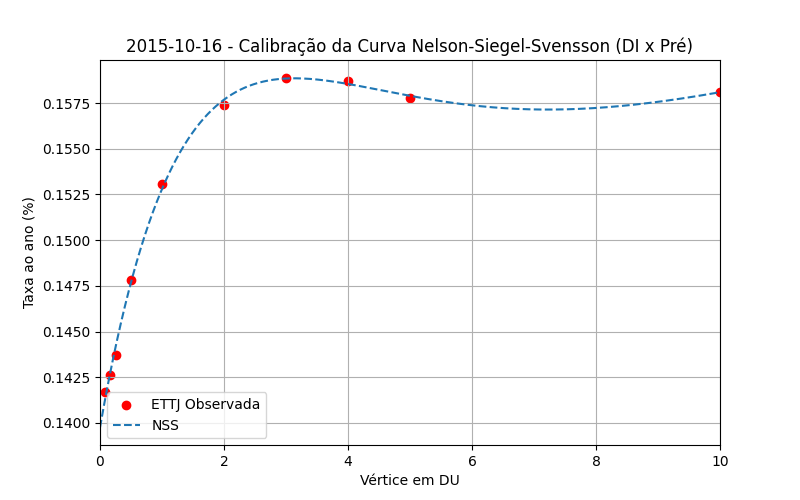 2015-10-16 - Calibração da Curva Nelson-Siegel-Svensson (DI x Pré)
Taxa ao ano (%)
0.1575
0.1550
0.1525
0.1500
0.1475
0.1450
0.1425
0.1400
ETTJ Observada
NSS
0 2 4 6 8 10
Vértice em DU